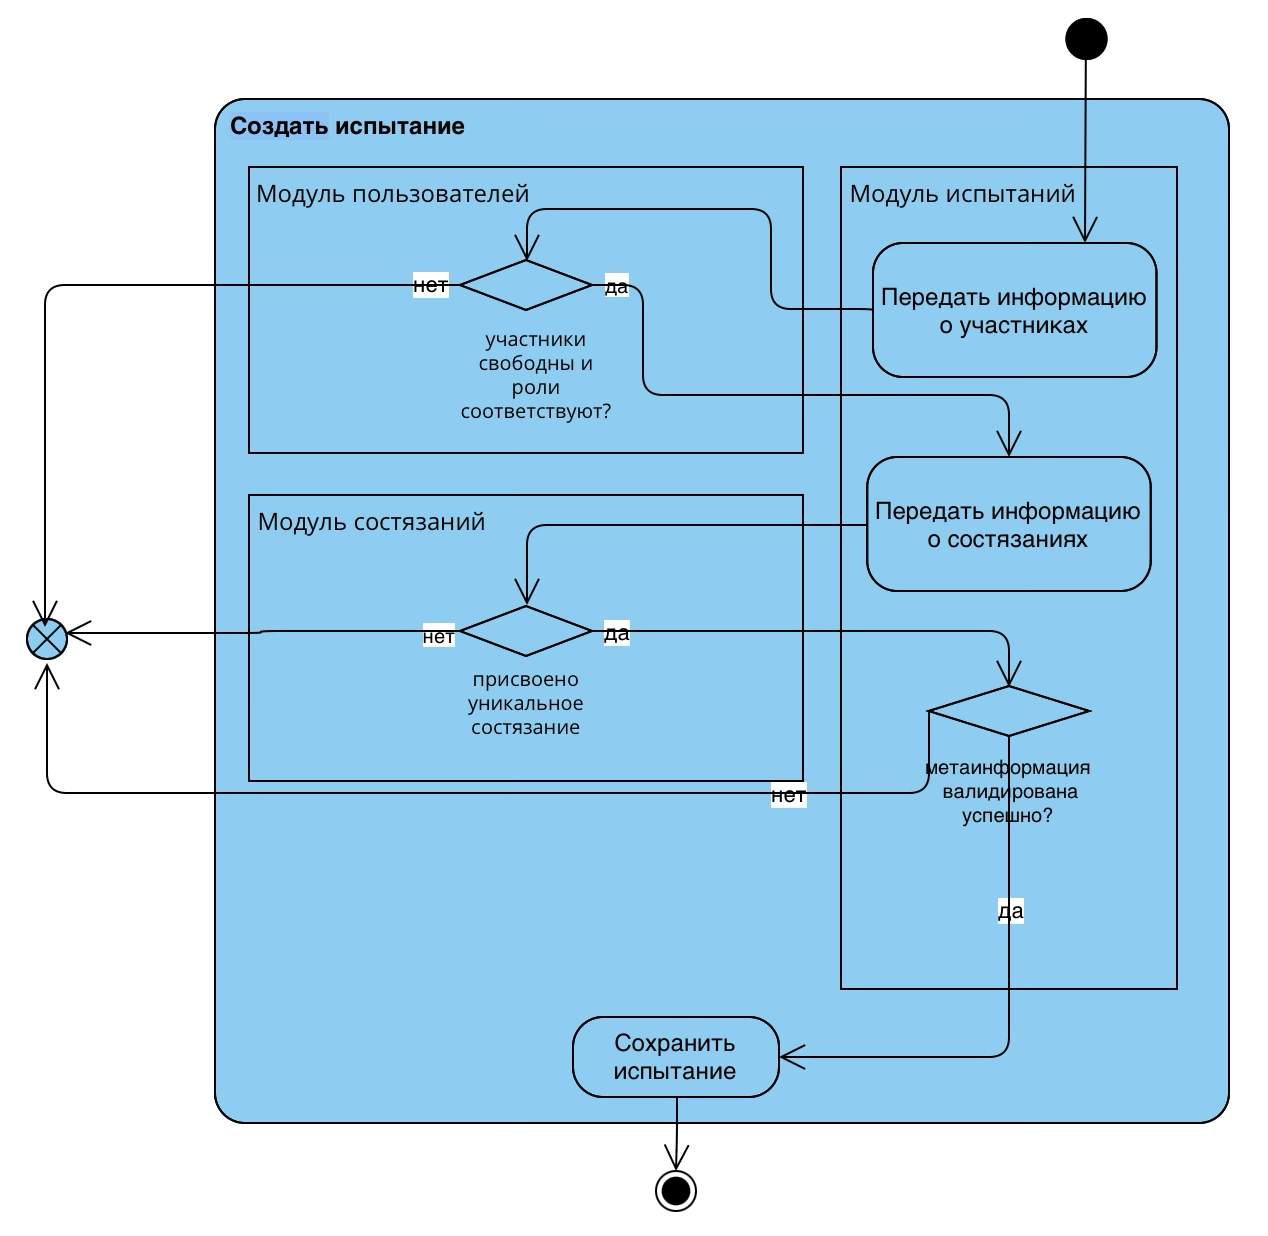 Создать испытание
Модуль пользователей
Модуль испытаний
нет
да
Передать информацию
о участниках
участники
свободны и
роли
соответствуют?
Модуль состязаний
Передать информацию
о состязаниях
нет
да
присвоено
уникальное
состязание
метаинформация
валидирована
успешно?
нет
да
Сохранить
испытание